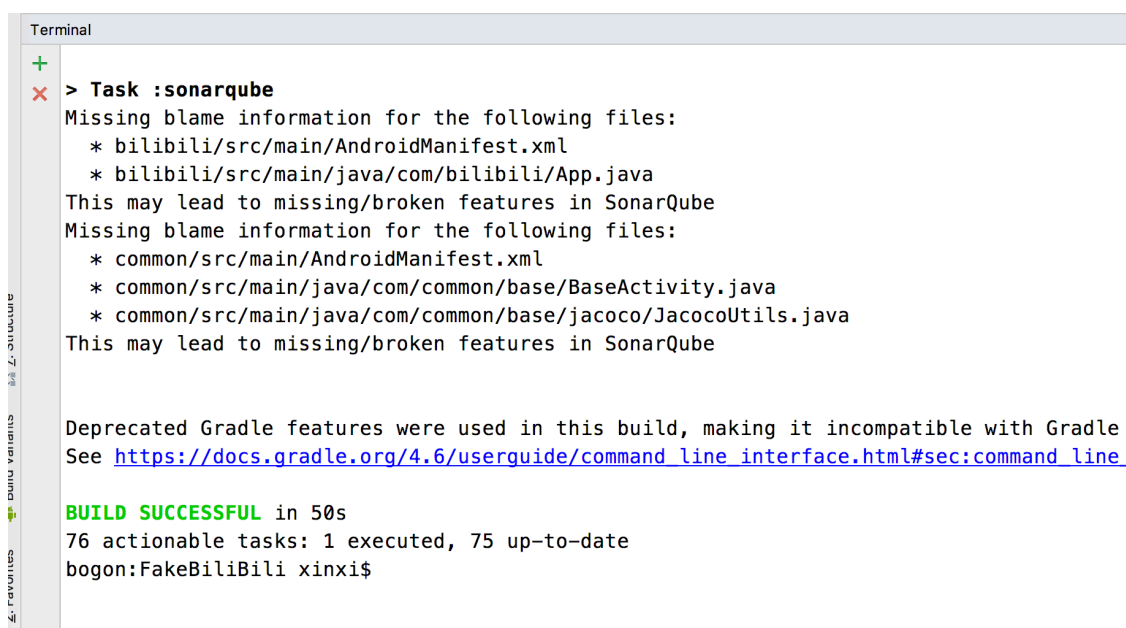 Terminal
> Task :sonarqube
Missing blame information for the following files:
* bilibili/src/main/AndroidManifest.xml
* bilibili/src/main/java/com/bilibili/App.java
This may lead to missing/broken features in SonarQube
Missing blame information for the following files:
* common/src/main/AndroidManifest.xml
* common/src/main/java/com/common/base/BaseActivity.java
* common/src/main/java/com/common/base/jacoco/JacocoUtils.java
This may lead to missing/broken features in SonarQube
Deprecated Gradle features were used in this build, making it incompatible with Gradle
See https://docs.gradle.org/4.6/userguide/command_line_interface.html#sec:command_line_
BUILD SUCCESSFUL in 50s
76 actionable tasks: 1 executed, 75 up-to-date
bogon:FakeBiliBili xinxi$
Z: Structure
Build Variants
2: Favorites